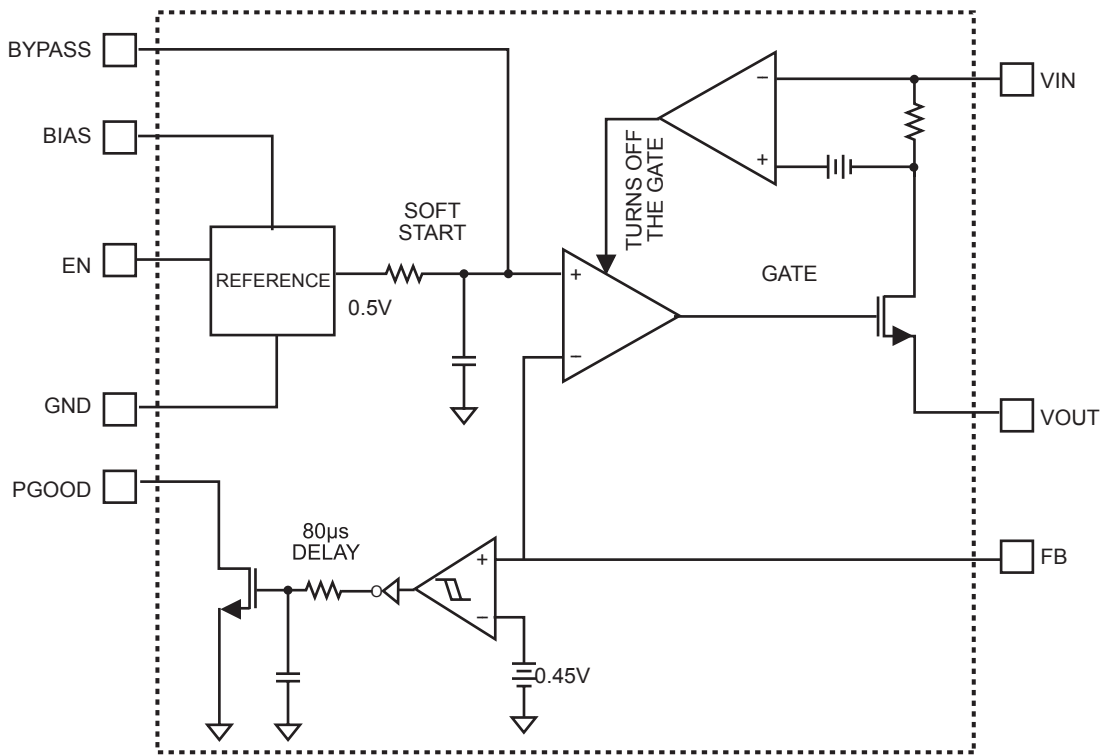 BYPASS
BIAS
EN
GND
PGOOD
VIN
VOUT
FB
REFERENCE
0.5V
SOFT
START
+
−
−
+
TURNS OFF
THE GATE
GATE
80µs
DELAY
+
−
0.45V